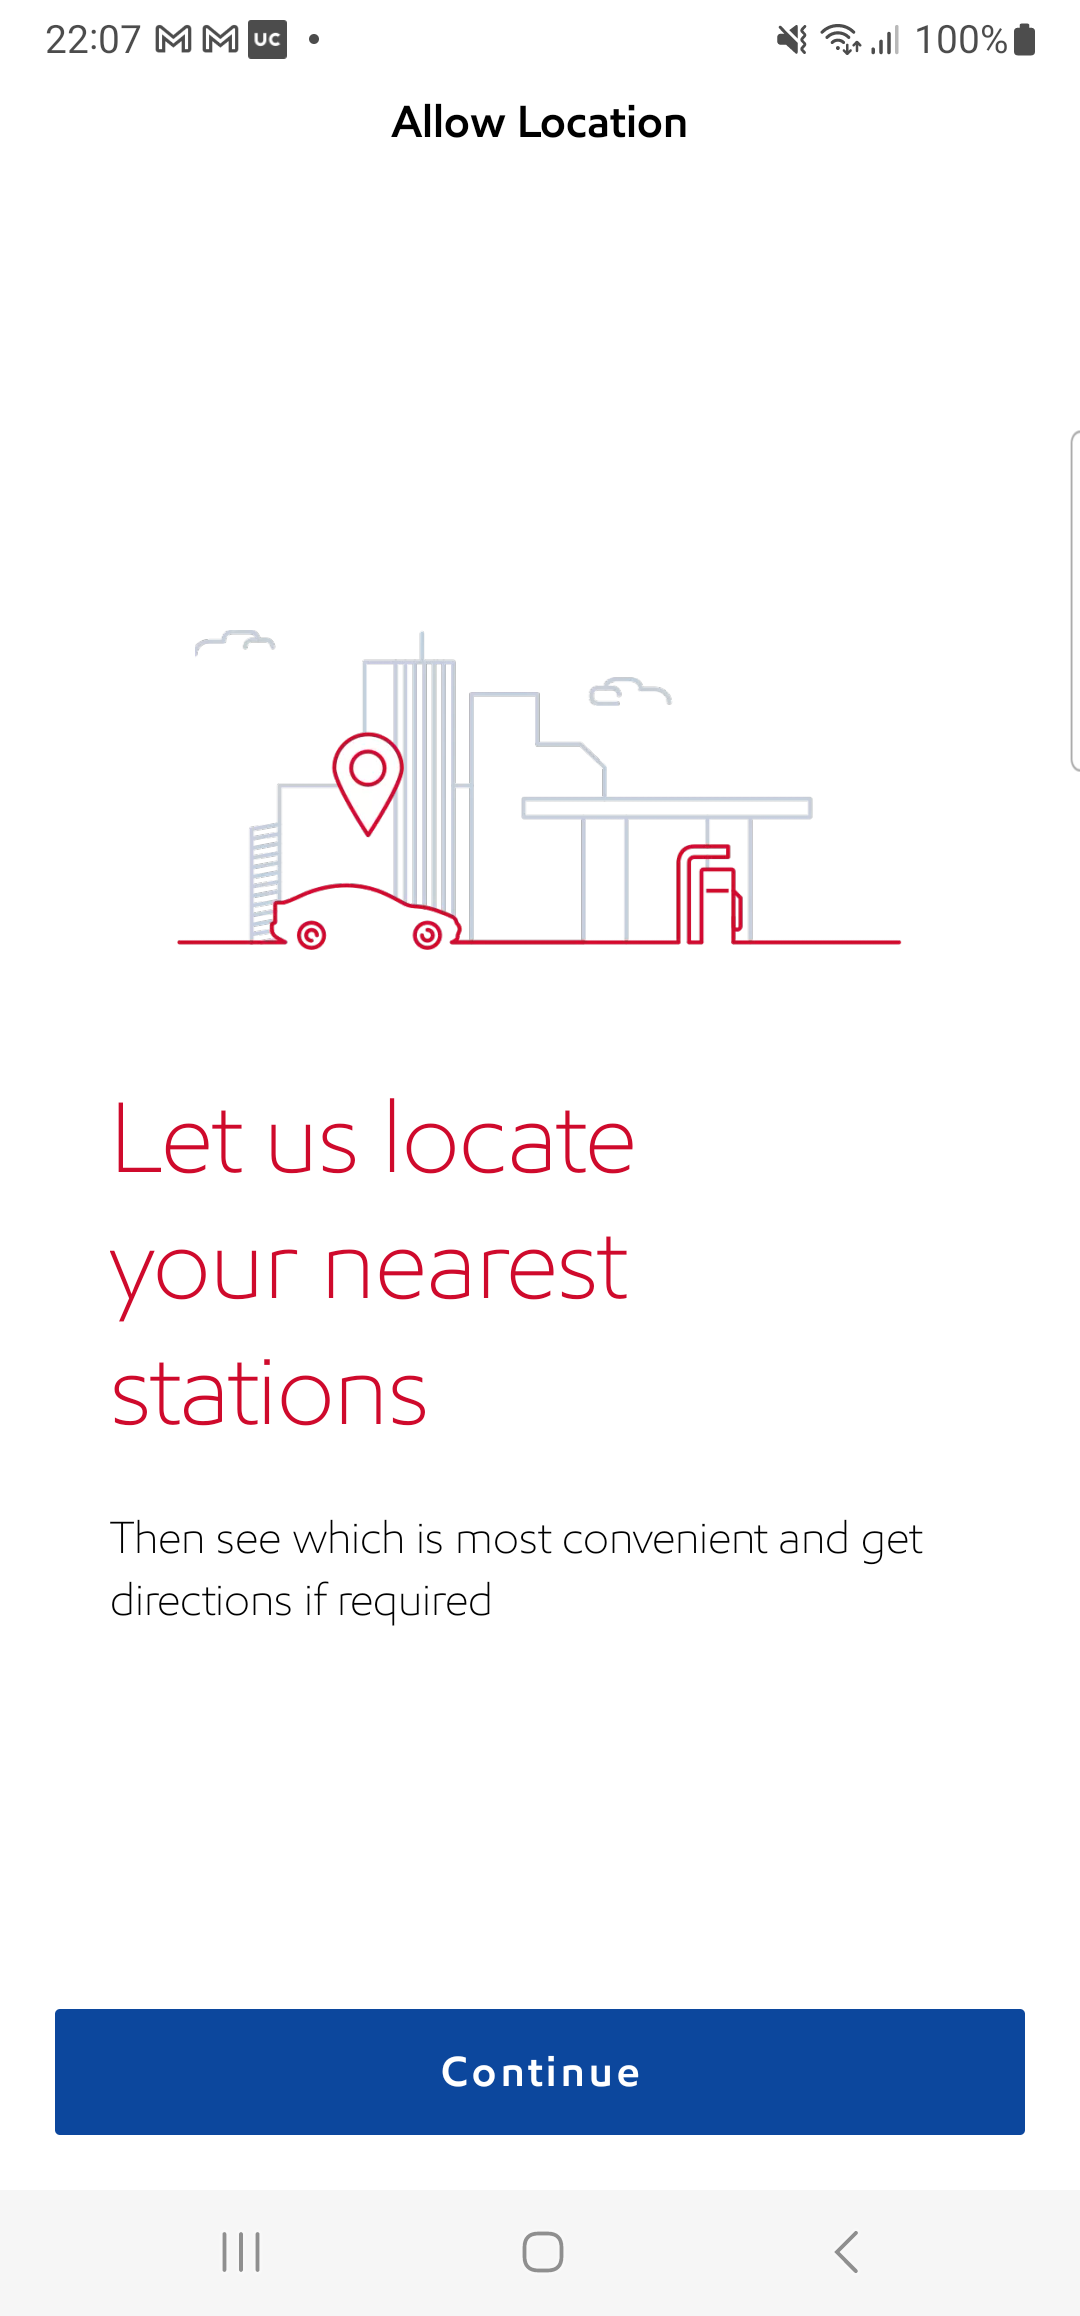 22:07 UC 100%
Allow Location
Let us locate
your nearest
stations
Then see which is most convenient and get
directions if required
Continue